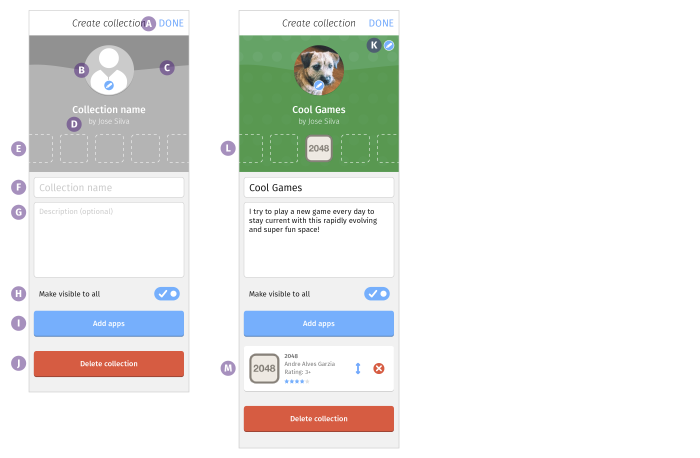 Create collection
A
DONE
B
C
Collection name
D
by Jose Silva
E
F
Collection name
G
Description (optional)
H
Make visible to all
I
Add apps
J
Delete collection
Create collection
DONE
K
Cool Games
by Jose Silva
L
2048
Cool Games
I try to play a new game every day to
stay current with this rapidly evolving
and super fun space!
Make visible to all
Add apps
M
2048
2048
Andre Alves Garzia
Rating: 3+
Delete collection